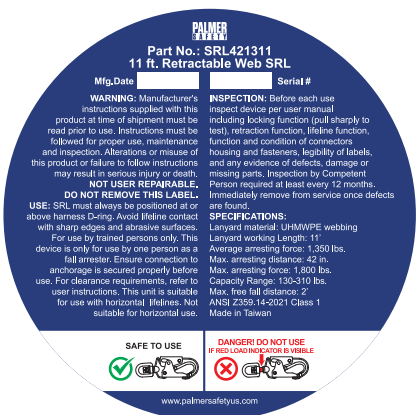 PALMER
SAFETY
Part No.: SRL421311
11 ft. Retractable Web SRL
Mfg.Date
Serial #
WARNING: Manufacturer's
instructions supplied with this
product at time of shipment must be
read prior to use. Instructions must be
followed for proper use, maintenance
and inspection. Alterations or misuse of
this product or failure to follow instructions
may result in serious injury or death.
NOT USER REPAIRABLE.
DO NOT REMOVE THIS LABEL.
USE: SRL must always be positioned at or
above harness D-ring. Avoid lifeline contact
with sharp edges and abrasive surfaces.
For use by trained persons only. This
device is only for use by one person as a
fall arrester. Ensure connection to
anchorage is secured properly before
use. For clearance requirements, refer to
user instructions. This unit is suitable
for use with horizontal lifelines. Not
suitable for horizontal use.
INSPECTION: Before each use
inspect device per user manual
including locking function (pull sharply to
test), retraction function, lifeline function,
function and condition of connectors
housing and fasteners, legibility of labels,
and any evidence of defects, damage or
missing parts. Inspection by Competent
Person required at least every 12 months.
Immediately remove from service once defects
are found.
SPECIFICATIONS:
Lanyard material: UHMWPE webbing
Lanyard working Length: 11'
Average arresting force: 1,350 lbs.
Max. arresting distance: 42 in.
Max. arresting force: 1,800 lbs.
Capacity Range: 130-310 lbs.
Max. free fall distance: 2'
ANSI Z359.14-2021 Class 1
Made in Taiwan
SAFE TO USE
DANGER! DO NOT USE
IF RED LOAD INDICATOR IS VISIBLE
www.palmersafetyus.com